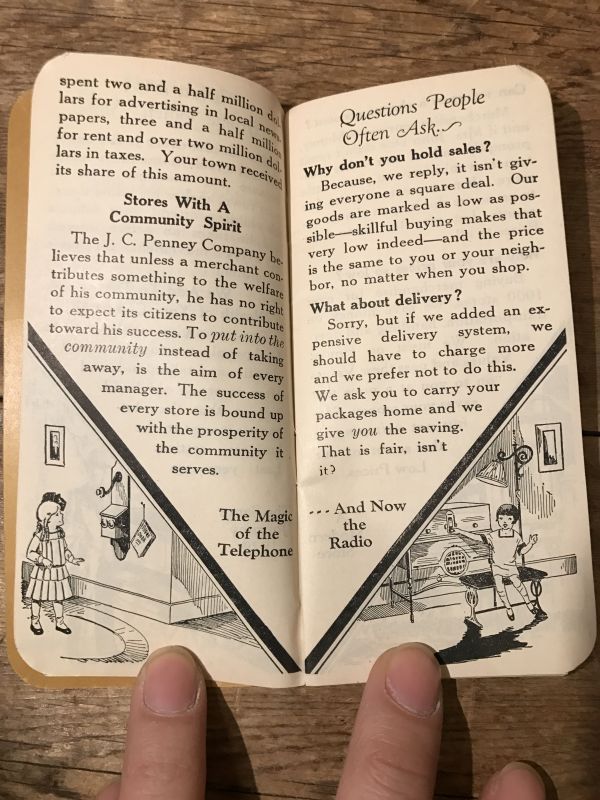 spent two and a half million dol-
lars for advertising in local news-
papers, three and a half million
for rent and over two million dol-
lars in taxes. Your town received
its share of this amount.
Stores With A
Community Spirit
The J. C. Penney Company be-
lieves that unless a merchant con-
tributes something to the welfare
of his community, he has no right
to expect its citizens to contribute
toward his success. To put into the
community instead of taking
away, is the aim of every
manager. The success of
every store is bound up
with the prosperity of
the community it
serves.
The Magic
of the
Telephone
Questions People
Often Ask.
Why don't you hold sales?
Because, we reply, it isn't giv-
ing everyone a square deal. Our
goods are marked as low as pos-
sible—skillful buying makes that
very low indeed—and the price
is the same to you or your neigh-
bor, no matter when you shop.
What about delivery?
Sorry, but if we added an ex-
pensive delivery system, we
should have to charge more
and we prefer not to do this.
We ask you to carry your
packages home and we
give you the saving.
That is fair, isn't
it?
--- And Now
the
Radio